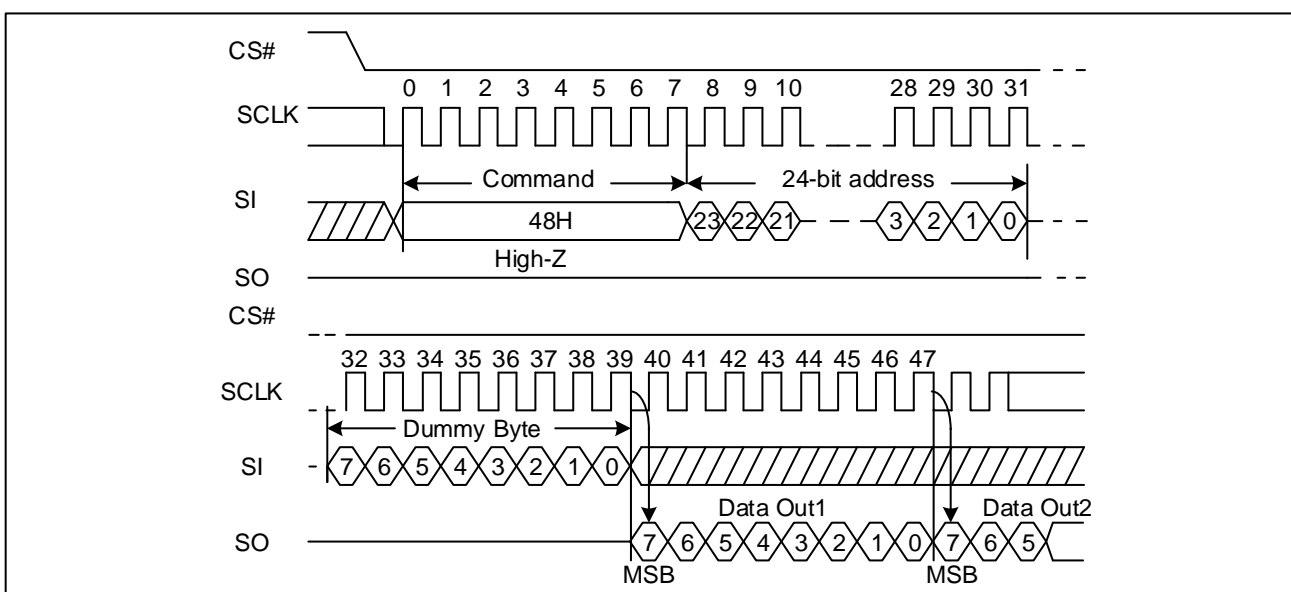 CS#
0 1 2 3 4 5 6 7 8 9 10 28 29 30 31
SCLK
Command 24-bit address
SI
48H 23 22 21 3 2 1 0
High-Z
SO
CS#
32 33 34 35 36 37 38 39 40 41 42 43 44 45 46 47
SCLK
Dummy Byte
SI 7 6 5 4 3 2 1 0
Data Out1 Data Out2
SO 7 6 5 4 3 2 1 0 7 6 5
MSB MSB